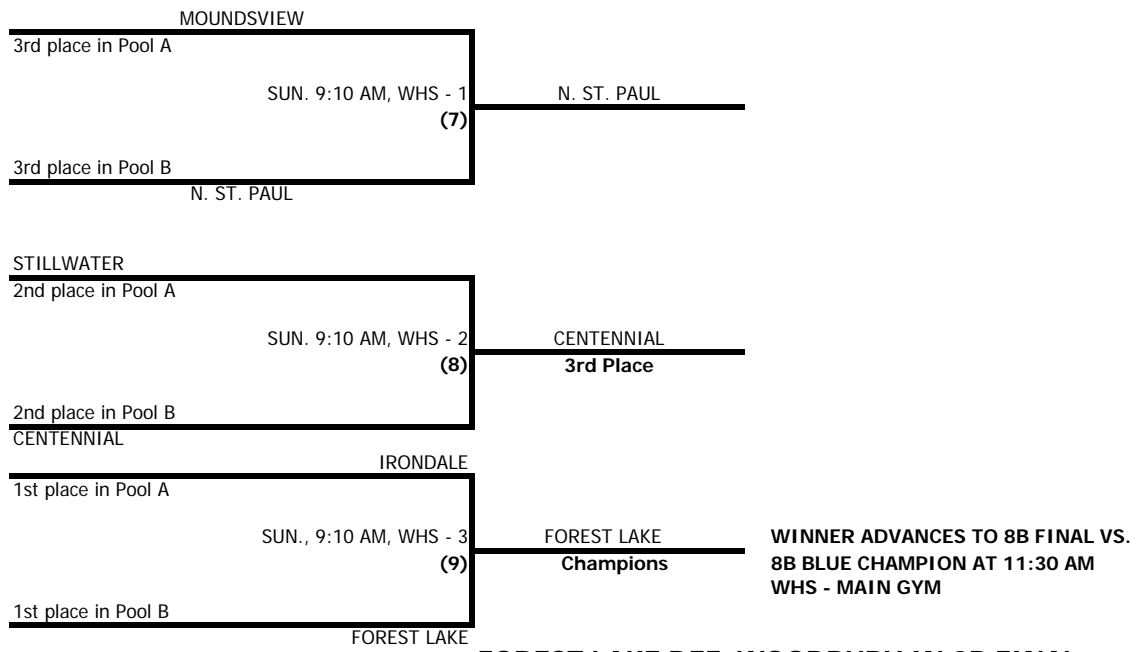 MOUNDSVIEW
3rd place in Pool A
SUN. 9:10 AM, WHS - 1
(7)
N. ST. PAUL
3rd place in Pool B
N. ST. PAUL
STILLWATER
2nd place in Pool A
SUN. 9:10 AM, WHS - 2
(8)
CENTENNIAL
3rd Place
2nd place in Pool B
CENTENNIAL
IRONDALE
1st place in Pool A
SUN., 9:10 AM, WHS - 3
(9)
FOREST LAKE
Champions
WINNER ADVANCES TO 8B FINAL VS.
8B BLUE CHAMPION AT 11:30 AM
WHS - MAIN GYM
1st place in Pool B
FOREST LAKE